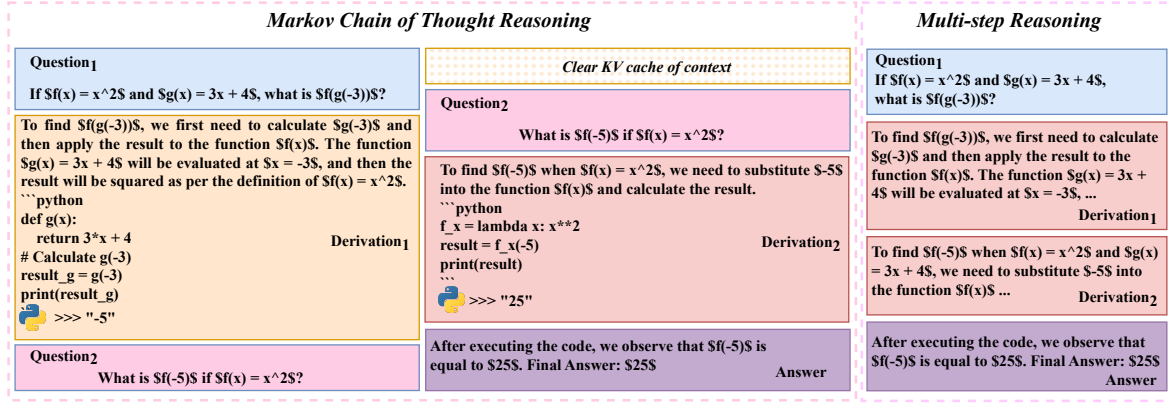 Markov Chain of Thought Reasoning
Question1
If $f(x) = x^2$ and $g(x) = 3x + 4$, what is $f(g(-3))$?
To find $f(g(-3))$, we first need to calculate $g(-3)$ and
then apply the result to the function $f(x)$. The function
$g(x) = 3x + 4$ will be evaluated at $x = -3$, and then the
result will be squared as per the definition of $f(x) = x^2$.
```python
def g(x):
return 3*x + 4
Derivation1
# Calculate g(-3)
result_g = g(-3)
print(result_g)
>>> "-5"
Question2
What is $f(-5)$ if $f(x) = x^2$?
Clear KV cache of context
Question2
What is $f(-5)$ if $f(x) = x^2$?
To find $f(-5)$ when $f(x) = x^2$, we need to substitute $-5$
into the function $f(x)$ and calculate the result.
```python
f_x = lambda x: x**2
result = f_x(-5)
Derivation2
print(result)
```
>>> "25"
After executing the code, we observe that $f(-5)$ is
equal to $25$. Final Answer: $25$
Answer
Multi-step Reasoning
Question1
If $f(x) = x^2$ and $g(x) = 3x + 4$,
what is $f(g(-3))$?
To find $f(g(-3))$, we first need to calculate
$g(-3)$ and then apply the result to the
function $f(x)$. The function $g(x) = 3x +
4$ will be evaluated at $x = -3$, ...
Derivation1
To find $f(-5)$ when $f(x) = x^2$ and $g(x)
= 3x + 4$, we need to substitute $-5$ into
the function $f(x)$ ...
Derivation2
After executing the code, we observe that
$f(-5)$ is equal to $25$. Final Answer: $25$
Answer